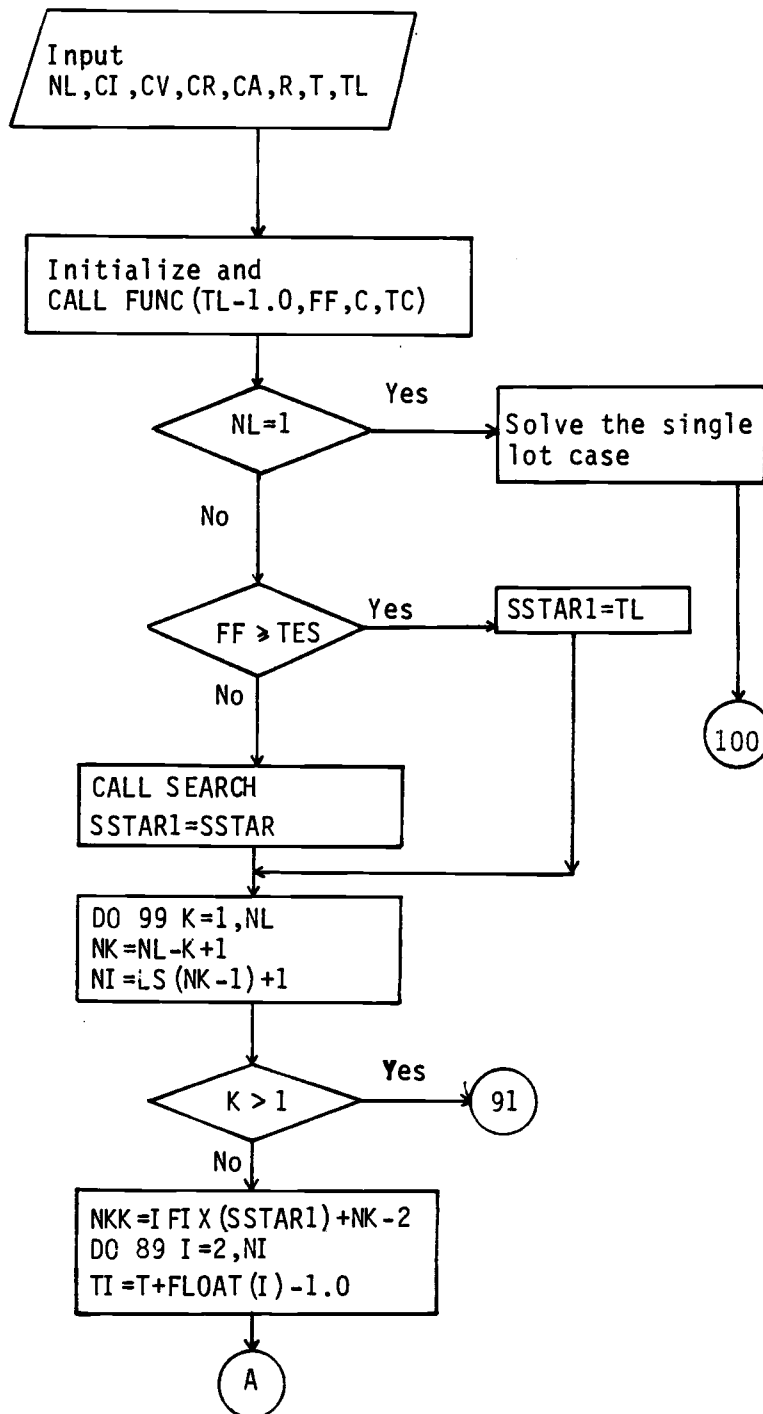 Input
NL,CI,CV,CR,CA,R,T,TL
Initialize and
CALL FUNC(TL-1.0,FF,C,TC)
NL=1
Yes
Solve the single
lot case
No
100
FF ⩾ TES
Yes
SSTAR1=TL
No
CALL SEARCH
SSTAR1=SSTAR
DO 99 K=1,NL
NK=NL-K+1
NI=LS(NK-1)+1
K > 1
Yes
91
No
NKK=IFIX(SSTAR1)+NK-2
DO 89 I=2,NI
TI=T+FLOAT(I)-1.0
A